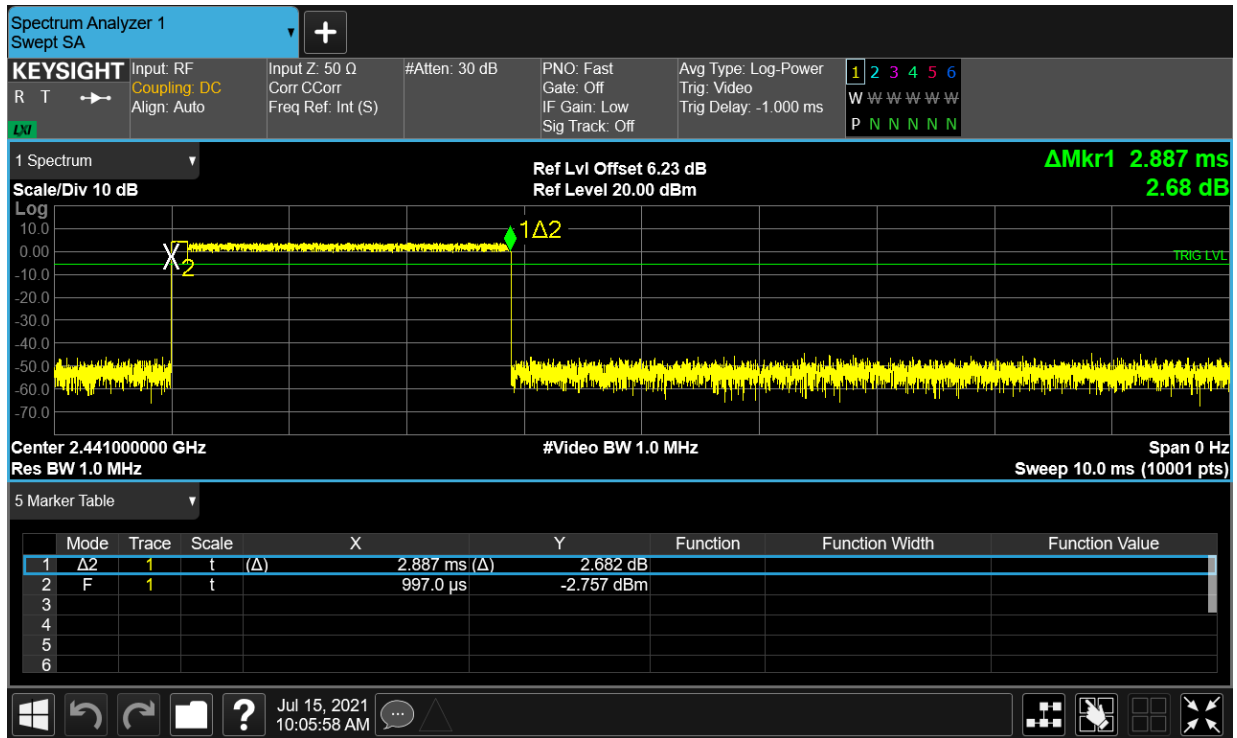 Spectrum Analyzer 1
Swept SA
KEYSIGHT
R T
LXI
Input: RF
Coupling: DC
Align: Auto
Input Z: 50 Ω
Corr CCorr
Freq Ref: Int (S)
#Atten: 30 dB
PNO: Fast
Gate: Off
IF Gain: Low
Sig Track: Off
Avg Type: Log-Power
Trig: Video
Trig Delay: -1.000 ms
1 2 3 4 5 6
W W W W W W
P N N N N N
1 Spectrum
Scale/Div 10 dB
Ref Lvl Offset 6.23 dB
Ref Level 20.00 dBm
ΔMkr1 2.887 ms
2.68 dB
Log
10.0
0.00
-10.0
-20.0
-30.0
-40.0
-50.0
-60.0
-70.0
X
2
1Δ2
TRIG LVL
Center 2.441000000 GHz
#Video BW 1.0 MHz
Span 0 Hz
Res BW 1.0 MHz
Sweep 10.0 ms (10001 pts)
5 Marker Table
Mode Trace Scale X Y Function Function Width Function Value
1 Δ2 1 t (Δ) 2.887 ms (Δ) 2.682 dB
2 F 1 t 997.0 µs -2.757 dBm
3
4
5
6
?
Jul 15, 2021
10:05:58 AM